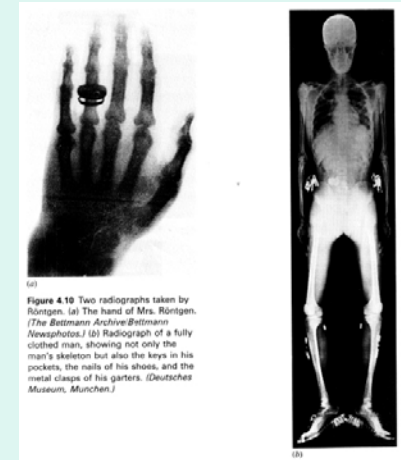 (a)
Figure 4.10 Two radiographs taken by
Röntgen. (a) The hand of Mrs. Röntgen.
(The Bettmann Archive/Bettmann
Newsphotos.) (b) Radiograph of a fully
clothed man, showing not only the
man's skeleton but also the keys in his
pockets, the nails of his shoes, and the
metal clasps of his garters. (Deutsches
Museum, Munchen.)
(b)